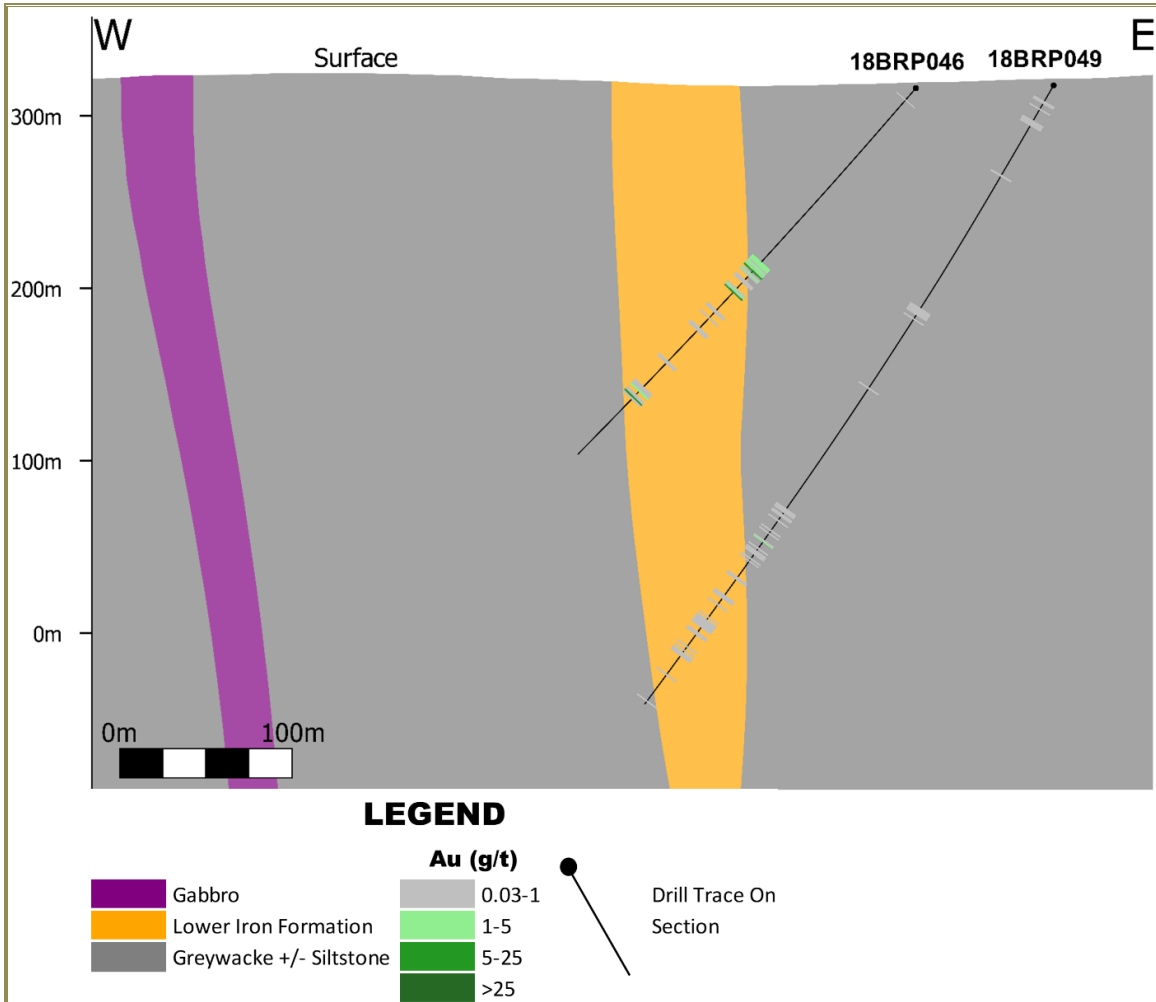 W
E
Surface
18BRP046
18BRP049
300m
200m
100m
0m
0m
100m
LEGEND
Au (g/t)
Gabbro
0.03-1
Drill Trace On
Lower Iron Formation
1-5
Section
Greywacke +/- Siltstone
5-25
>25